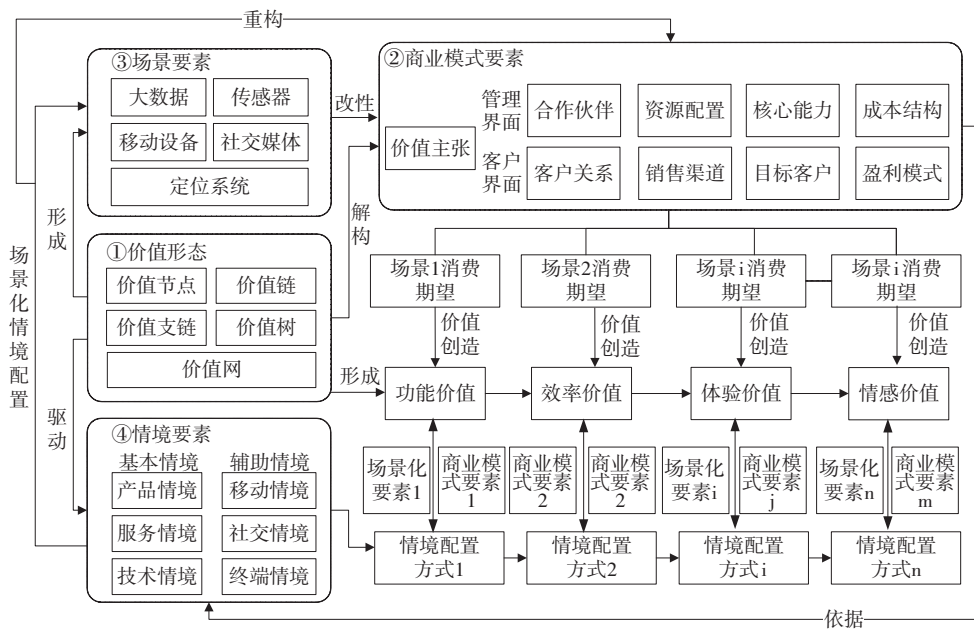 重构
③场景要素
大数据
传感器
移动设备
社交媒体
定位系统
改性
②商业模式要素
价值主张
管理
界面
合作伙伴
资源配置
核心能力
成本结构
客户
界面
客户关系
销售渠道
目标客户
盈利模式
形成
解构
场景化情境配置
①价值形态
价值节点
价值链
价值支链
价值树
价值网
场景1消费
期望
场景2消费
期望
场景i消费
期望
场景i消费
期望
价值
创造
价值
创造
价值
创造
价值
创造
形成
功能价值
效率价值
体验价值
情感价值
驱动
④情境要素
基本情境
辅助情境
产品情境
移动情境
服务情境
社交情境
技术情境
终端情境
场景化
要素1
商业模
式要素
1
商业模
式要素
2
商业模
式要素
2
场景化
要素i
商业模
式要素
j
场景化
要素n
商业模
式要素
m
情境配置
方式1
情境配置
方式2
情境配置
方式i
情境配置
方式n
依据